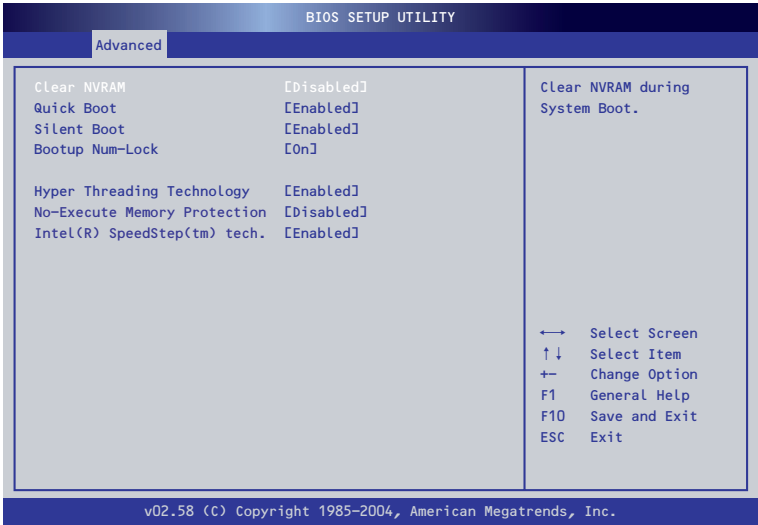 BIOS SETUP UTILITY
Advanced
Clear NVRAM [Disabled]
Quick Boot [Enabled]
Silent Boot [Enabled]
Bootup Num-Lock [On]
Hyper Threading Technology [Enabled]
No-Execute Memory Protection [Disabled]
Intel(R) SpeedStep(tm) tech. [Enabled]
Clear NVRAM during
System Boot.
←→ Select Screen
↑↓ Select Item
+- Change Option
F1 General Help
F10 Save and Exit
ESC Exit
v02.58 (C) Copyright 1985-2004, American Megatrends, Inc.